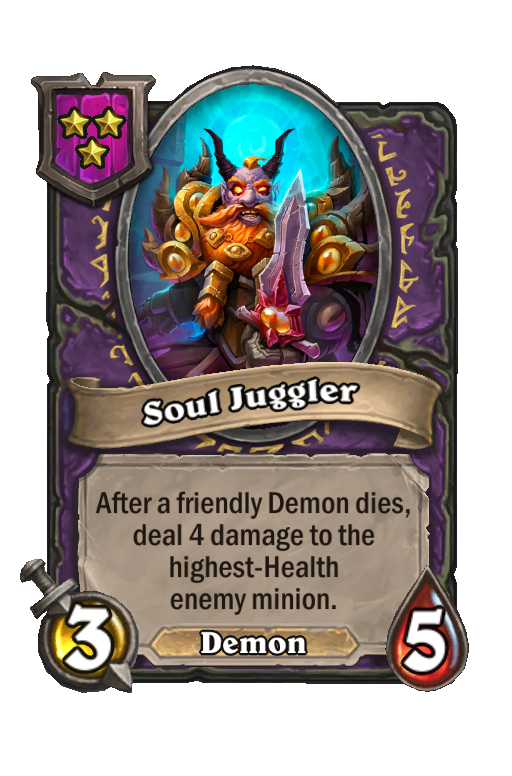 Soul Juggler
After a friendly Demon dies,
deal 4 damage to the
highest-Health
enemy minion.
3
Demon
5